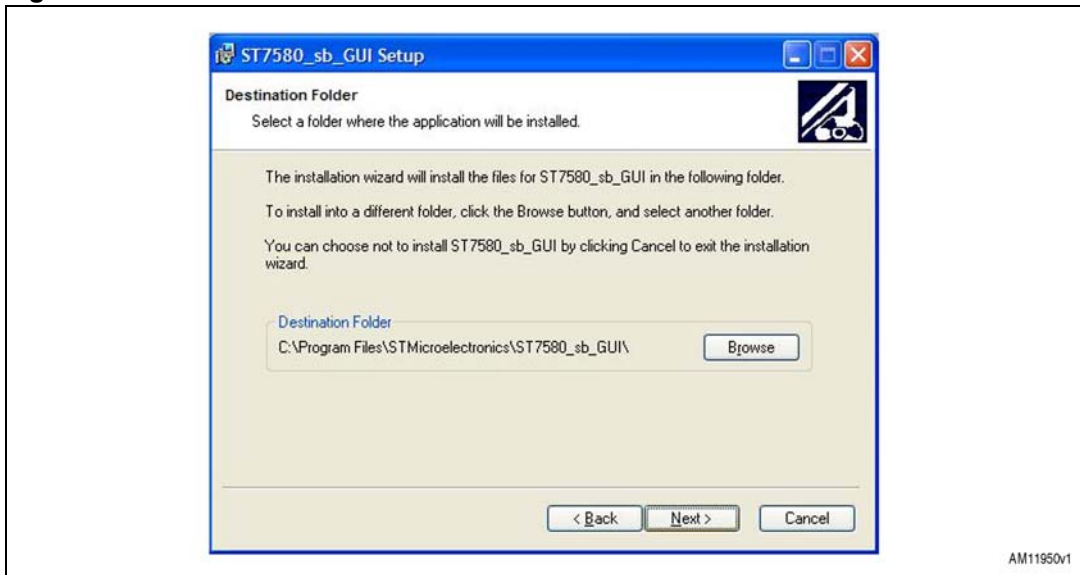 ST7580_sb_GUI Setup
Destination Folder
Select a folder where the application will be installed.
The installation wizard will install the files for ST7580_sb_GUI in the following folder.
To install into a different folder, click the Browse button, and select another folder.
You can choose not to install ST7580_sb_GUI by clicking Cancel to exit the installation
wizard.
Destination Folder
C:\Program Files\STMicroelectronics\ST7580_sb_GUI\
Browse
< Back Next > Cancel
AM11950v1